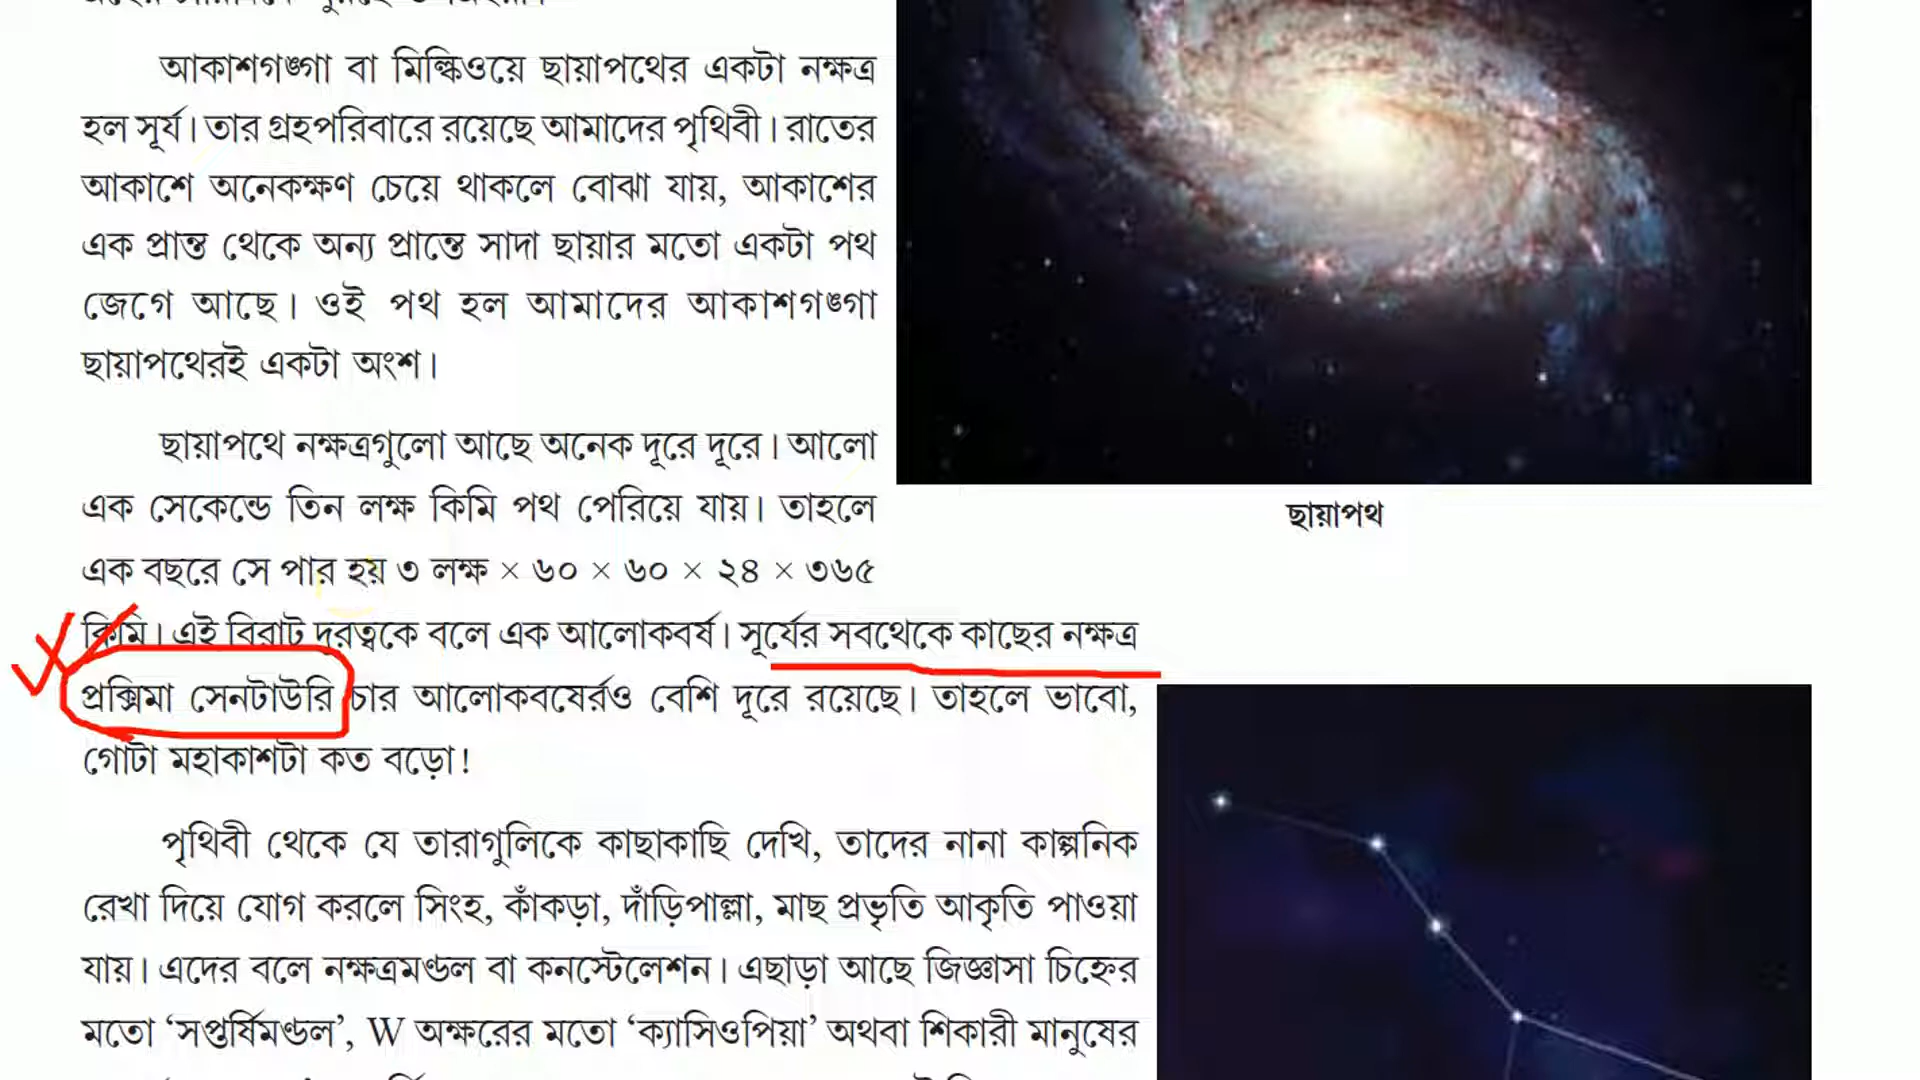 আকাশগঙ্গা বা মিল্কিওয়ে ছায়াপথের একটা নক্ষত্র
হল সূর্য। তার গ্রহপরিবারে রয়েছে আমাদের পৃথিবী। রাতের
আকাশে অনেকক্ষণ চেয়ে থাকলে বোঝা যায়, আকাশের
এক প্রান্ত থেকে অন্য প্রান্তে সাদা ছায়ার মতো একটা পথ
জেগে আছে। ওই পথ হল আমাদের আকাশগঙ্গা
ছায়াপথেরই একটা অংশ।
ছায়াপথে নক্ষত্রগুলো আছে অনেক দূরে দূরে। আলো
এক সেকেন্ডে তিন লক্ষ কিমি পথ পেরিয়ে যায়। তাহলে
এক বছরে সে পার হয় ৩ লক্ষ × ৬০ × ৬০ × ২৪ × ৩৬৫
কিমি। এই বিরাট দূরত্বকে বলে এক আলোকবর্ষ। সূর্যের সবথেকে কাছের নক্ষত্র
প্রক্সিমা সেনটাউরি চার আলোকবষের্রও বেশি দূরে রয়েছে। তাহলে ভাবো,
গোটা মহাকাশটা কত বড়ো!
পৃথিবী থেকে যে তারাগুলিকে কাছাকাছি দেখি, তাদের নানা কাল্পনিক
রেখা দিয়ে যোগ করলে সিংহ, কাঁকড়া, দাঁড়িপাল্লা, মাছ প্রভৃতি আকৃতি পাওয়া
যায়। এদের বলে নক্ষত্রমণ্ডল বা কনস্টেলেশন। এছাড়া আছে জিজ্ঞাসা চিহ্নের
মতো ‘সপ্তর্ষিমণ্ডল’, W অক্ষরের মতো ‘ক্যাসিওপিয়া’ অথবা শিকারী মানুষের
ছায়াপথ